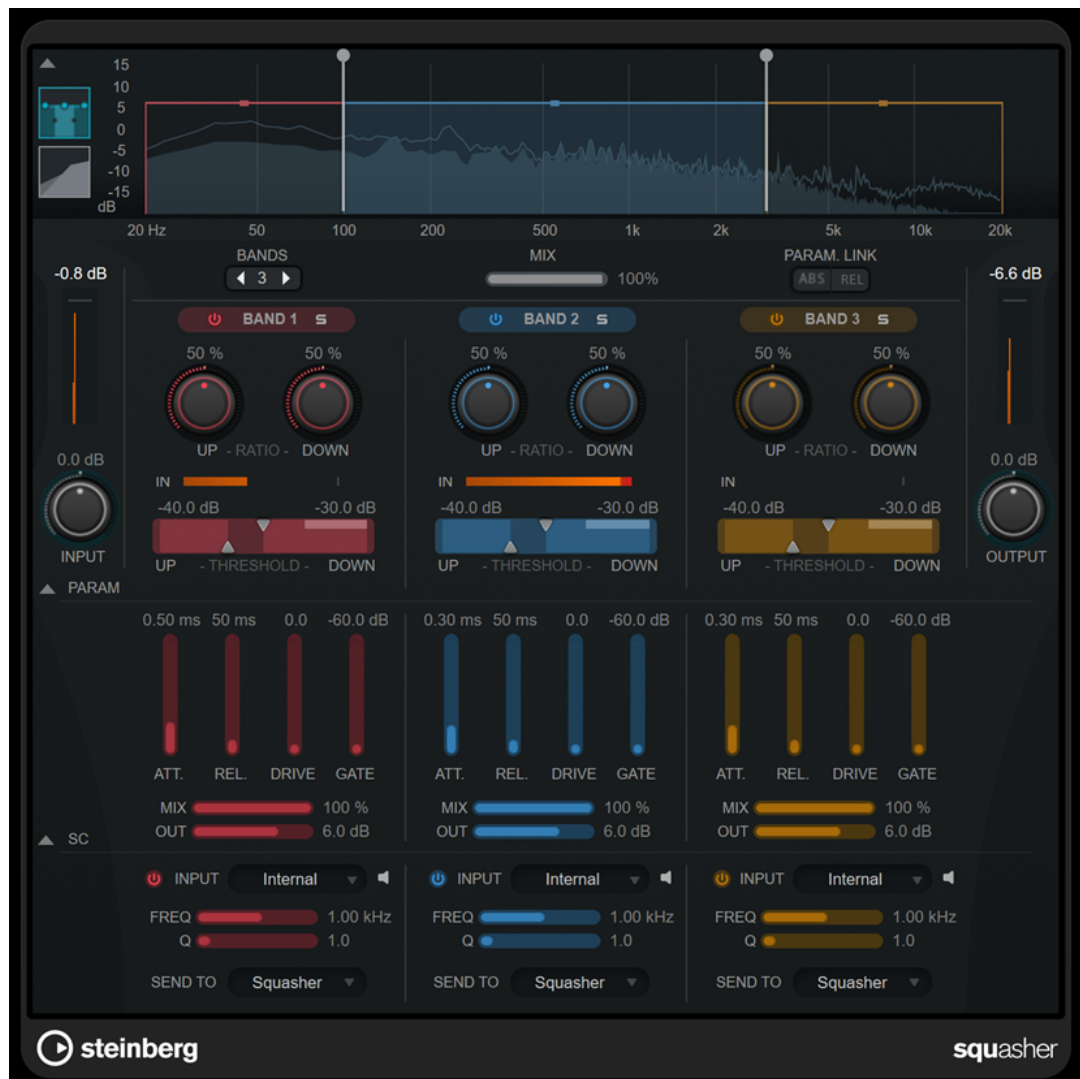 15
10
5
0
-5
-10
-15
dB
20 Hz 50 100 200 500 1k 2k 5k 10k 20k
BANDS MIX PARAM. LINK
-0.8 dB 3 100% ABS REL -6.6 dB
BAND 1 S BAND 2 S BAND 3 S
50 % 50 % 50 % 50 % 50 % 50 %
UP - RATIO - DOWN UP - RATIO - DOWN UP - RATIO - DOWN
0.0 dB 0.0 dB
IN IN IN
-40.0 dB -30.0 dB -40.0 dB -30.0 dB -40.0 dB -30.0 dB
INPUT OUTPUT
UP - THRESHOLD - DOWN UP - THRESHOLD - DOWN UP - THRESHOLD - DOWN
PARAM
0.50 ms 50 ms 0.0 -60.0 dB 0.30 ms 50 ms 0.0 -60.0 dB 0.30 ms 50 ms 0.0 -60.0 dB
ATT. REL. DRIVE GATE ATT. REL. DRIVE GATE ATT. REL. DRIVE GATE
MIX 100 % MIX 100 % MIX 100 %
OUT 6.0 dB OUT 6.0 dB OUT 6.0 dB
SC
INPUT Internal INPUT Internal INPUT Internal
FREQ 1.00 kHz FREQ 1.00 kHz FREQ 1.00 kHz
Q 1.0 Q 1.0 Q 1.0
SEND TO Squasher SEND TO Squasher SEND TO Squasher
steinberg squasher